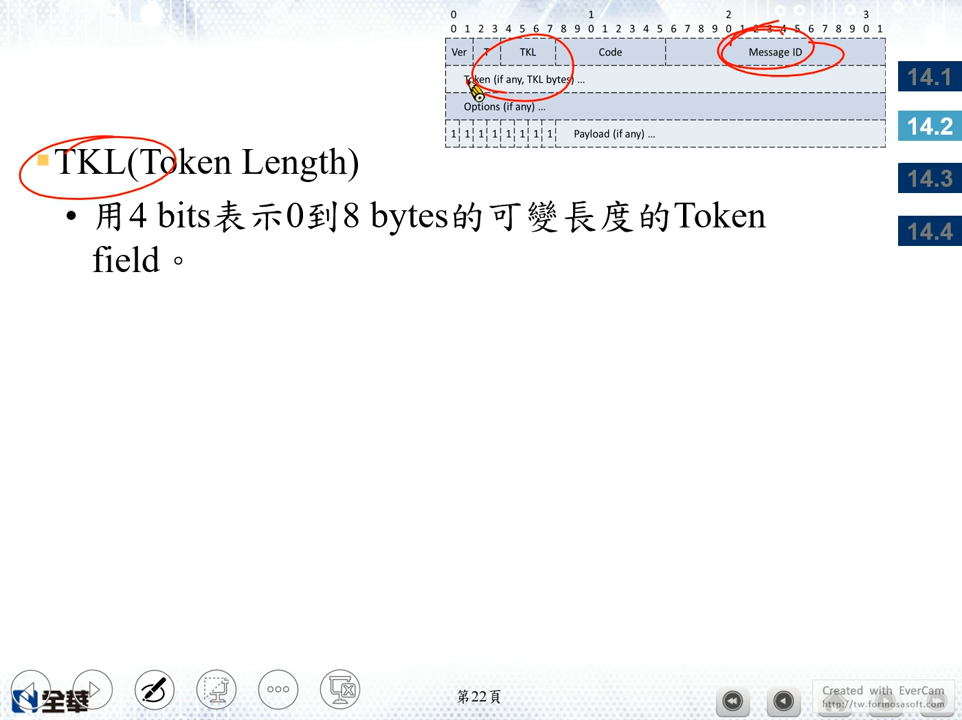 0 1 2 3
0 1 2 3 4 5 6 7 8 9 0 1 2 3 4 5 6 7 8 9 0 1 2 3 4 5 6 7 8 9 0 1
Ver T TKL Code Message ID
Token (if any, TKL bytes) ...
Options (if any) ...
1 1 1 1 1 1 1 1 Payload (if any) ...
14.1
14.2
14.3
14.4
TKL(Token Length)
• 用4 bits表示0到8 bytes的可變長度的Token
field。
全華
第22頁
Created with EverCam
http://tw.formosasoft.com